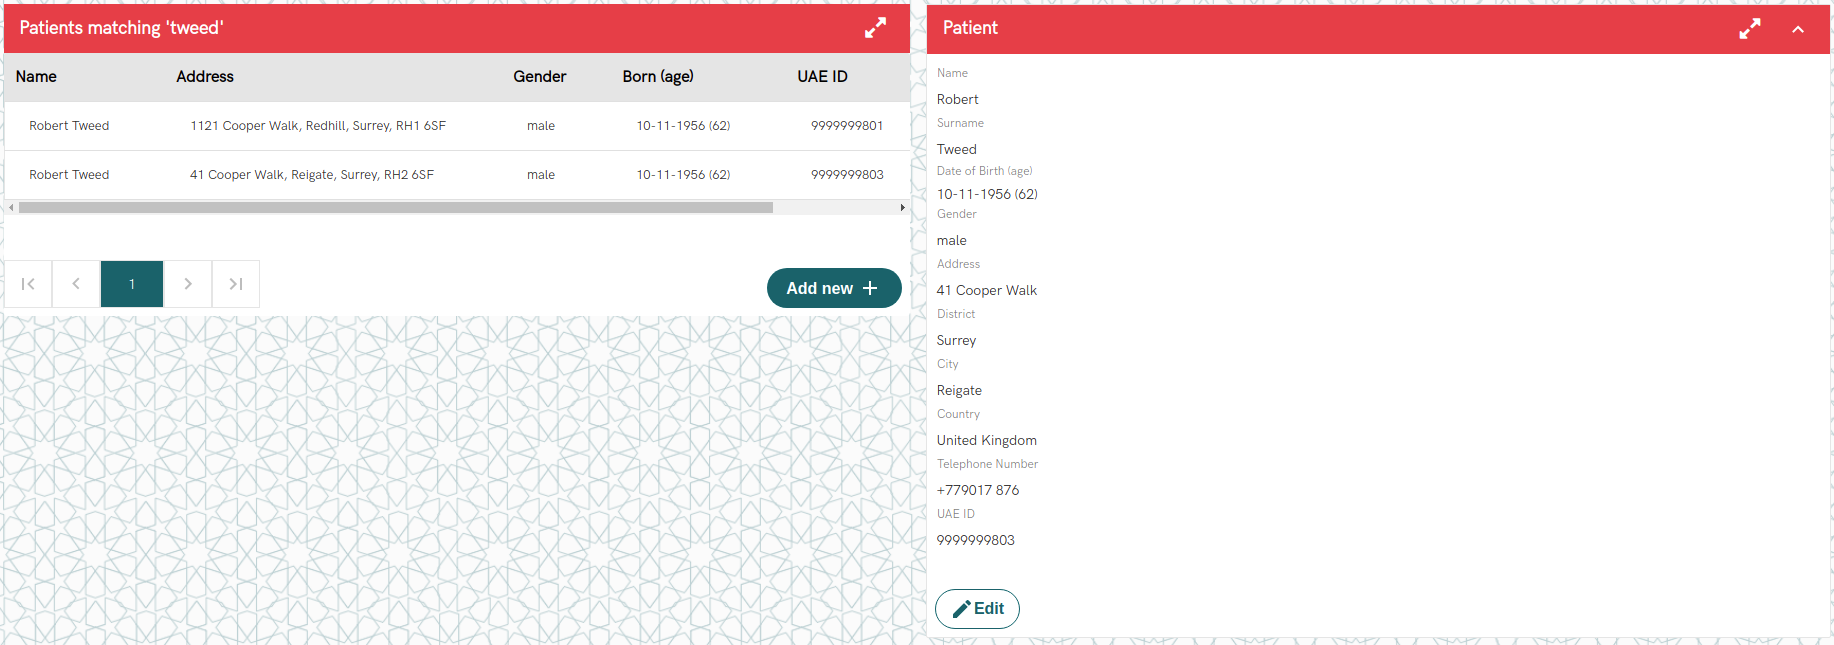 Patients matching 'tweed'
Name Address Gender Born (age) UAE ID
Robert Tweed 1121 Cooper Walk, Redhill, Surrey, RH1 6SF male 10-11-1956 (62) 9999999801
Robert Tweed 41 Cooper Walk, Reigate, Surrey, RH2 6SF male 10-11-1956 (62) 9999999803
1
Add new
Patient
Name
Robert
Surname
Tweed
Date of Birth (age)
10-11-1956 (62)
Gender
male
Address
41 Cooper Walk
District
Surrey
City
Reigate
Country
United Kingdom
Telephone Number
+779017 876
UAE ID
9999999803
Edit